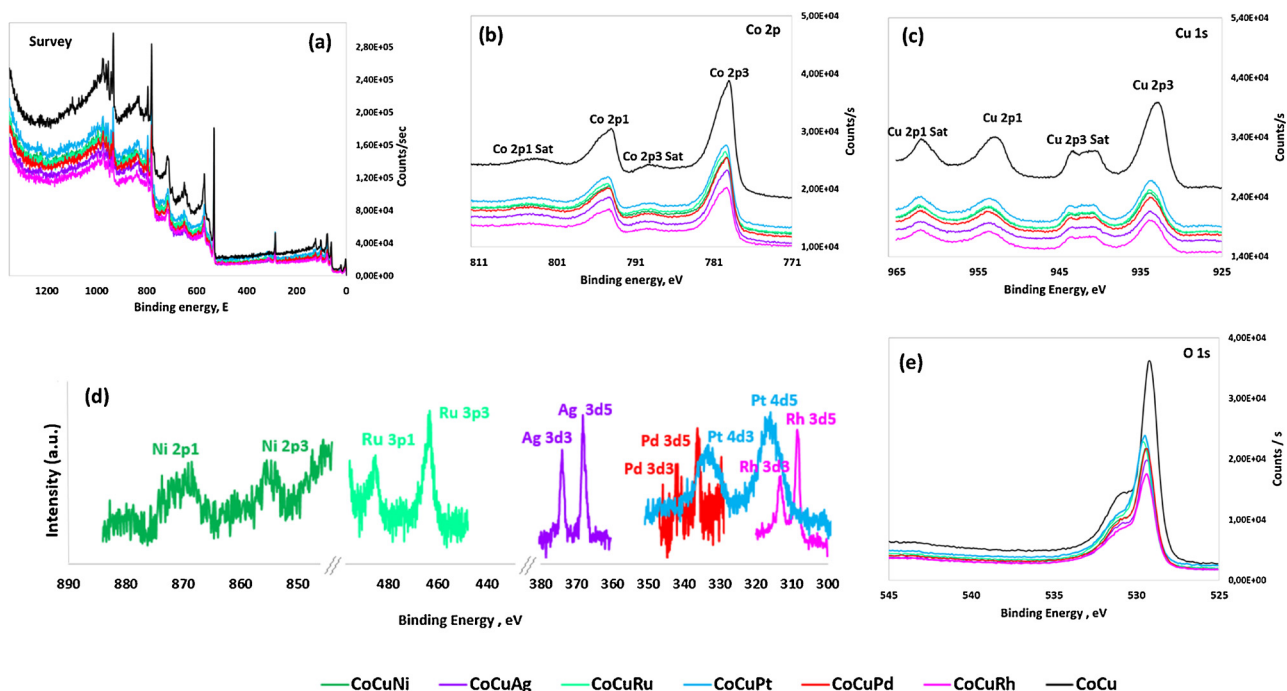 Survey
(a)
2,80E+05
2,40E+05
2,00E+05
1,60E+05
1,20E+05
8,00E+04
4,00E+04
0,00E+00
Counts/sec
1200 1000 800 600 400 200 0
Binding energy, E
(b)
Co 2p
5,00E+04
4,00E+04
3,00E+04
2,00E+04
1,00E+04
Counts/s
Co 2p3
Co 2p1
Co 2p1 Sat
Co 2p3 Sat
811 801 791 781 771
Binding energy, eV
(c)
Cu 1s
5,40E+04
4,40E+04
3,40E+04
2,40E+04
1,40E+04
Counts/s
Cu 2p3
Cu 2p1 Sat
Cu 2p1
Cu 2p3 Sat
965 955 945 935 925
Binding Energy, eV
(d)
Intensity (a.u.)
Ni 2p1
Ni 2p3
Ru 3p1
Ru 3p3
Ag 3d3
Ag 3d5
Pd 3d3
Pd 3d5
Pt 4d3
Pt 4d5
Rh 3d3
Rh 3d5
890 880 870 860 850 480 460 440 380 370 360 350 340 330 320 310 300
Binding Energy , eV
(e)
O 1s
4,00E+04
3,00E+04
2,00E+04
1,00E+04
0,00E+00
Counts / s
545 540 535 530 525
Binding Energy, eV
CoCuNi CoCuAg CoCuRu CoCuPt CoCuPd CoCuRh CoCu